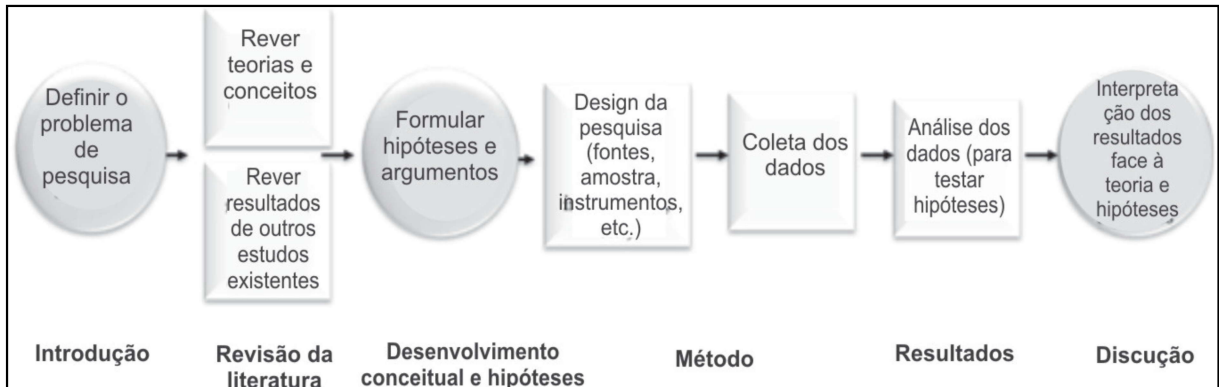 Definir o
problema
de
pesquisa
Rever
teorias e
conceitos
Rever
resultados
de outros
estudos
existentes
Formular
hipóteses e
argumentos
Design da
pesquisa
(fontes,
amostra,
instrumentos,
etc.)
Coleta dos
dados
Análise dos
dados (para
testar
hipóteses)
Interpreta
ção dos
resultados
face à
teoria e
hipóteses
Introdução
Revisão da
literatura
Desenvolvimento
conceitual e hipóteses
Método
Resultados
Discução